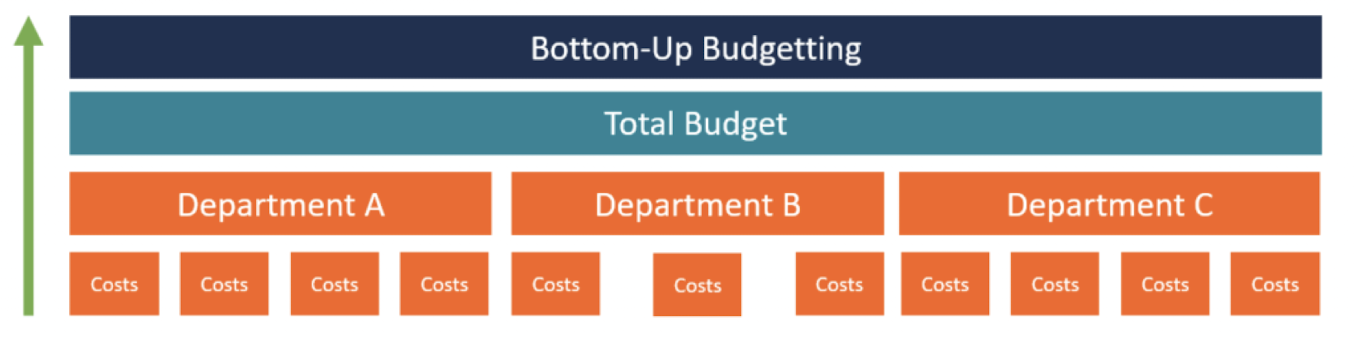 Bottom-Up Budgetting
Total Budget
Department A Department B Department C
Costs Costs Costs Costs Costs Costs Costs Costs Costs Costs Costs